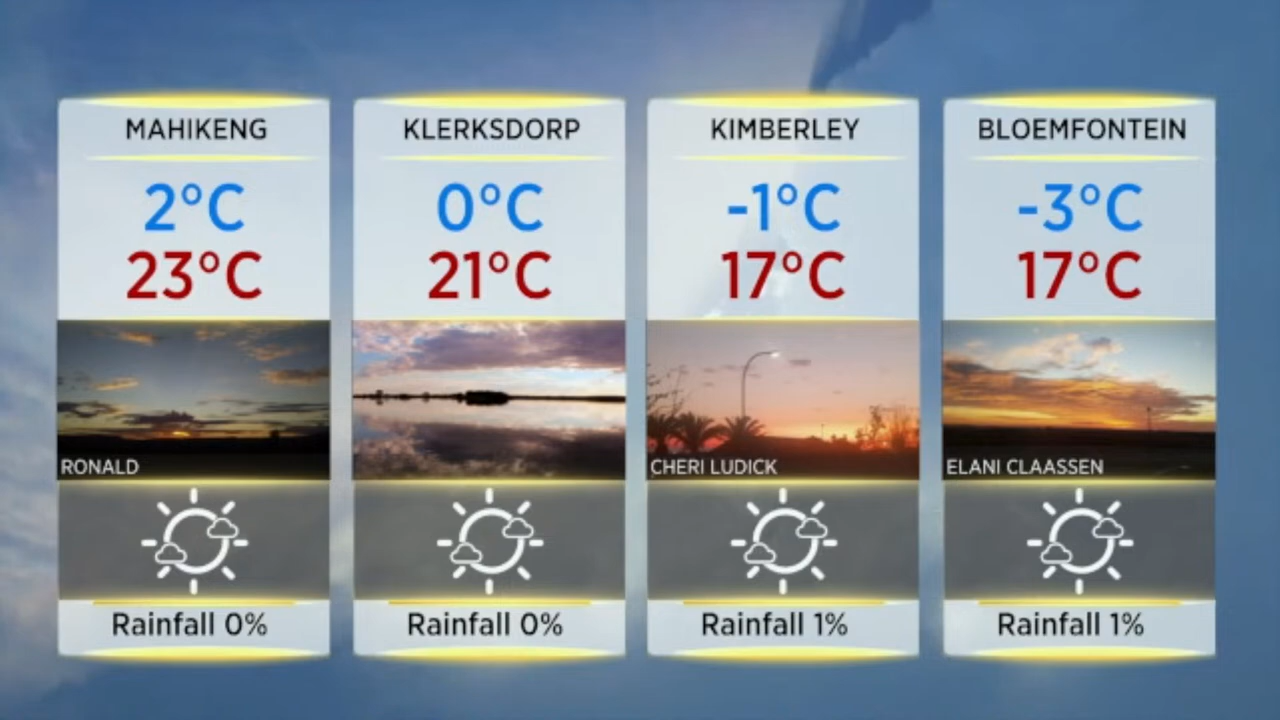 MAHIKENG
2°C
23°C
RONALD
Rainfall 0%
KLERKSDORP
0°C
21°C
Rainfall 0%
KIMBERLEY
-1°C
17°C
CHERI LUDICK
Rainfall 1%
BLOEMFONTEIN
-3°C
17°C
ELANI CLAASSEN
Rainfall 1%